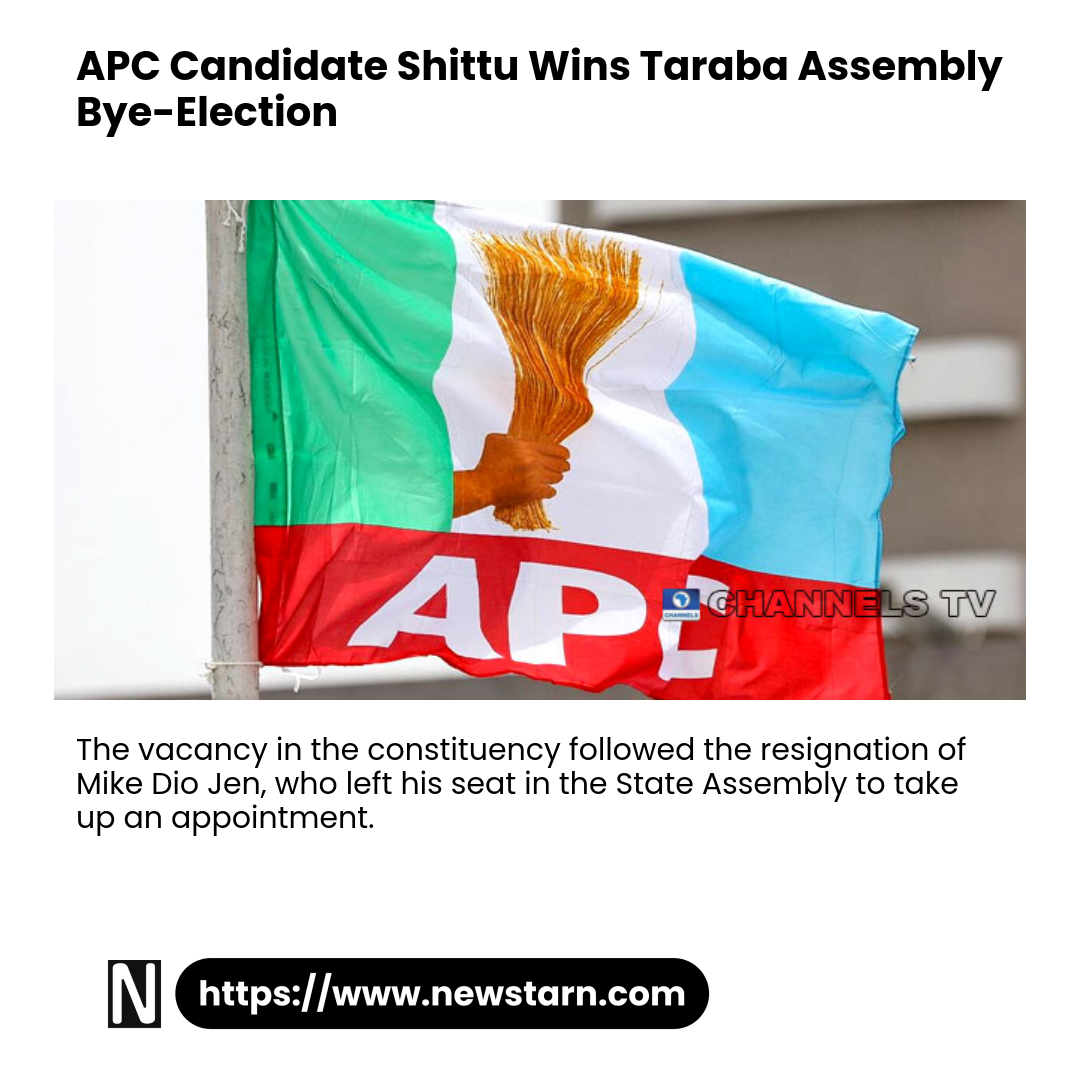 APC Candidate Shittu Wins Taraba Assembly
Bye-Election
APC
CHANNELS
CHANNELS TV
The vacancy in the constituency followed the resignation of
Mike Dio Jen, who left his seat in the State Assembly to take
up an appointment.
N
https://www.newstarn.com